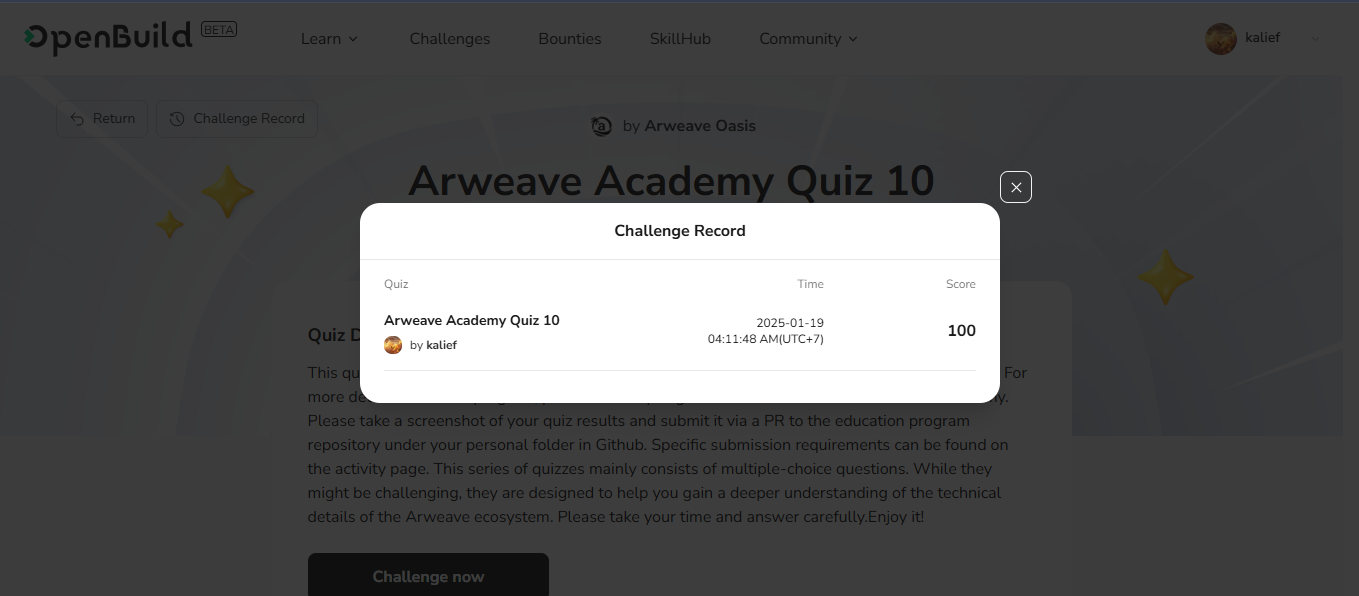 OpenBuild BETA Learn Challenges Bounties SkillHub Community kalief
Return Challenge Record
by Arweave Oasis
Arweave Academy Quiz 10
Challenge Record
Quiz Time Score
Arweave Academy Quiz 10
by kalief
2025-01-19
04:11:48 AM(UTC+7)
100
Quiz
This For
more
Please take a screenshot of your quiz results and submit it via a PR to the education program
repository under your personal folder in Github. Specific submission requirements can be found on
the activity page. This series of quizzes mainly consists of multiple-choice questions. While they
might be challenging, they are designed to help you gain a deeper understanding of the technical
details of the Arweave ecosystem. Please take your time and answer carefully.Enjoy it!
Challenge now